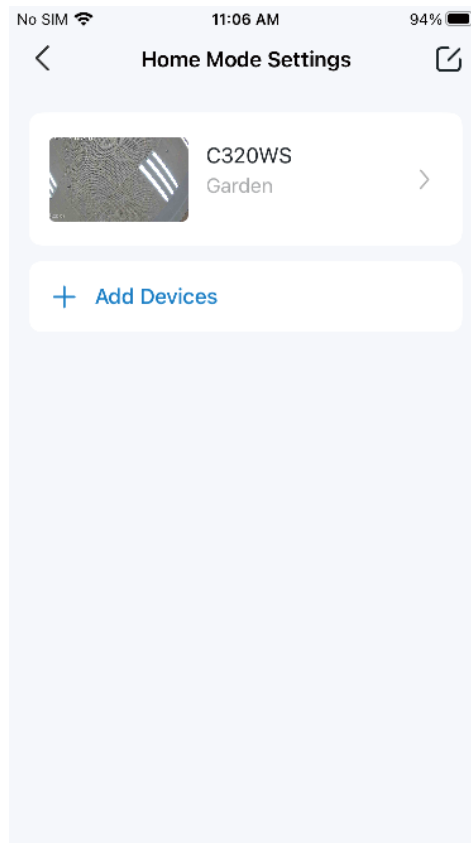 No SIM 11:06 AM 94%
Home Mode Settings
C320WS
Garden
Add Devices